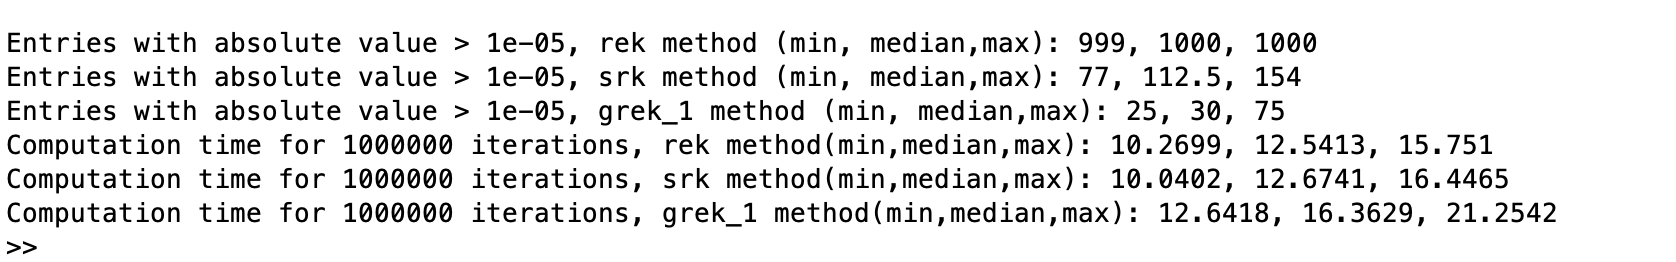 Entries with absolute value > 1e-05, rek method (min, median,max): 999, 1000, 1000
Entries with absolute value > 1e-05, srk method (min, median,max): 77, 112.5, 154
Entries with absolute value > 1e-05, grek_1 method (min, median,max): 25, 30, 75
Computation time for 1000000 iterations, rek method(min,median,max): 10.2699, 12.5413, 15.751
Computation time for 1000000 iterations, srk method(min,median,max): 10.0402, 12.6741, 16.4465
Computation time for 1000000 iterations, grek_1 method(min,median,max): 12.6418, 16.3629, 21.2542
>>